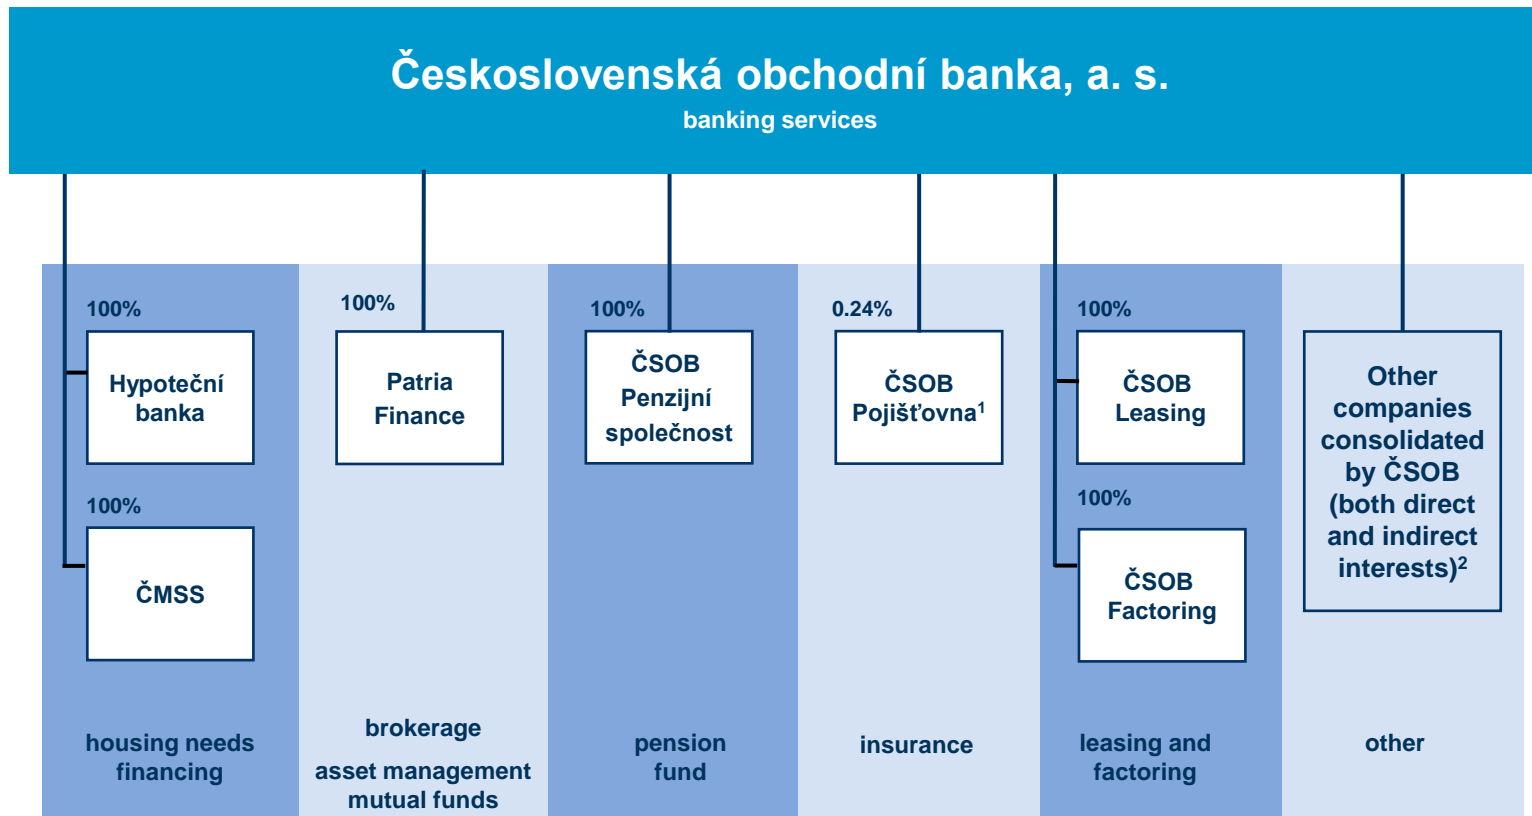 Československá obchodní banka, a. s.
banking services
100%
Hypoteční
banka
100%
ČMSS
housing needs
financing
100%
Patria
Finance
brokerage
asset management
mutual funds
100%
ČSOB
Penzijní
společnost
pension
fund
0.24%
ČSOB
Pojišťovna¹
insurance
100%
ČSOB
Leasing
100%
ČSOB
Factoring
leasing and
factoring
Other
companies
consolidated
by ČSOB
(both direct
and indirect
interests)²
other